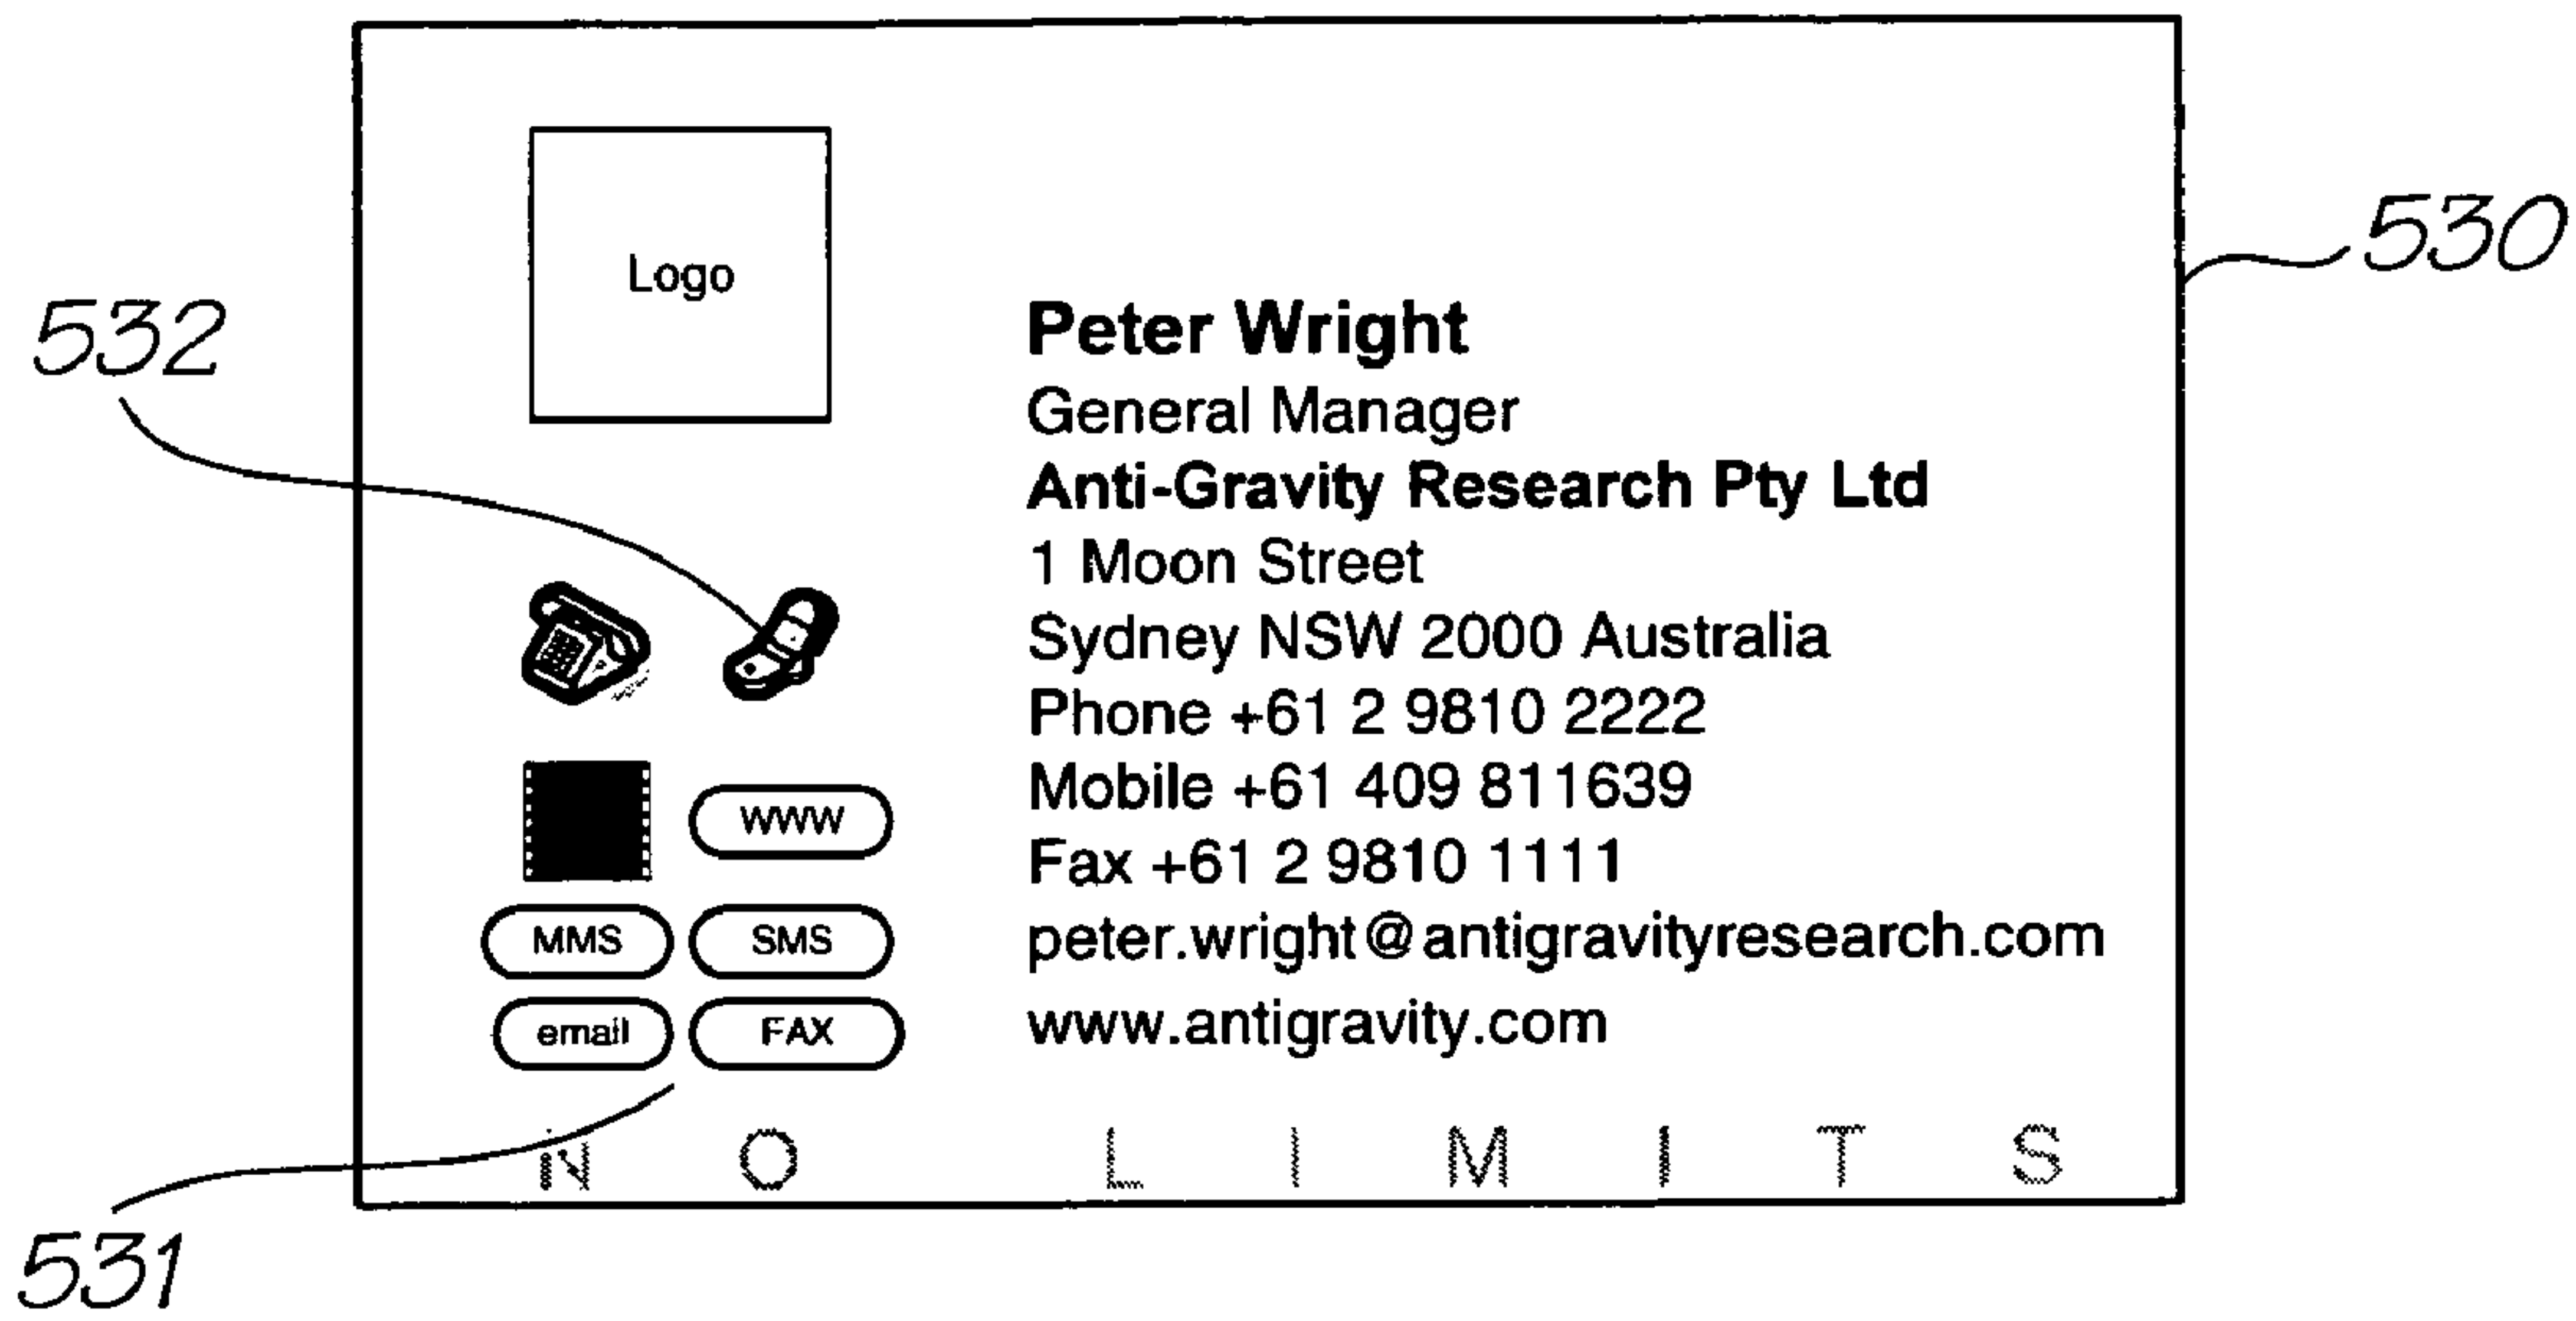 530
Logo
532
Peter Wright
General Manager
Anti-Gravity Research Pty Ltd
1 Moon Street
Sydney NSW 2000 Australia
Phone +61 2 9810 2222
Mobile +61 409 811639
Fax +61 2 9810 1111
peter.wright@antigravityresearch.com
www.antigravity.com
WWW
MMS SMS
email FAX
NO LIMITS
531